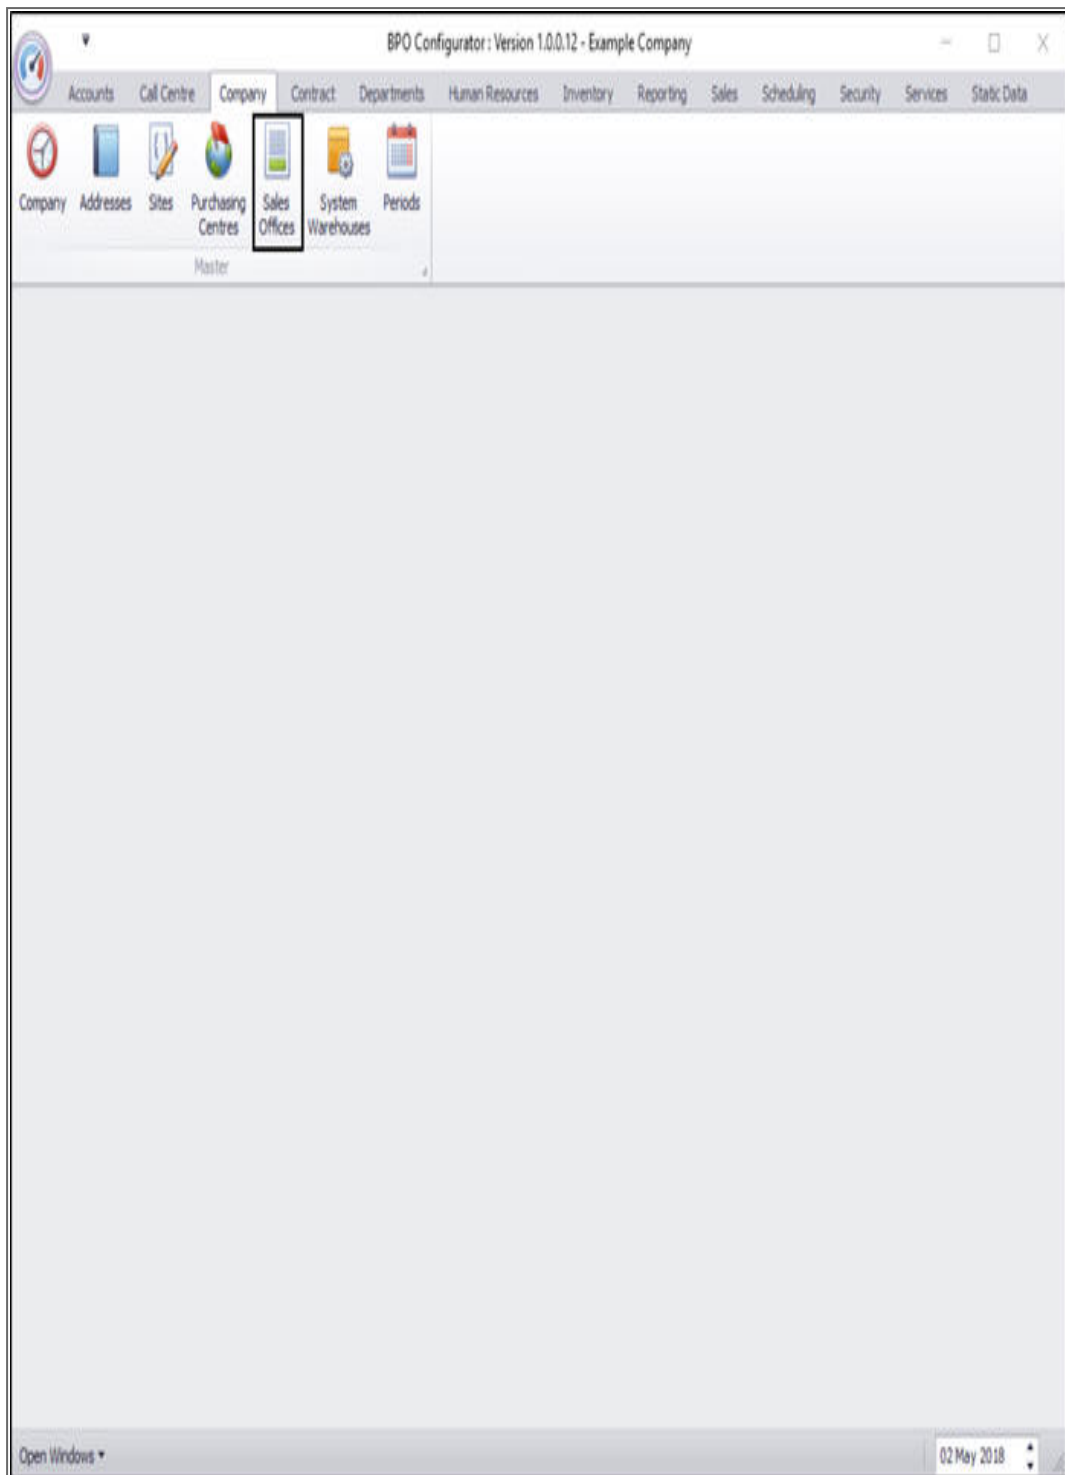 BPO Configurator : Version 1.0.0.12 - Example Company
Accounts Call Centre Company Contract Departments Human Resources Inventory Reporting Sales Scheduling Security Services Static Data
Company Addresses Sites Purchasing Centres Sales Offices System Warehouses Periods
Master
Open Windows 02 May 2018